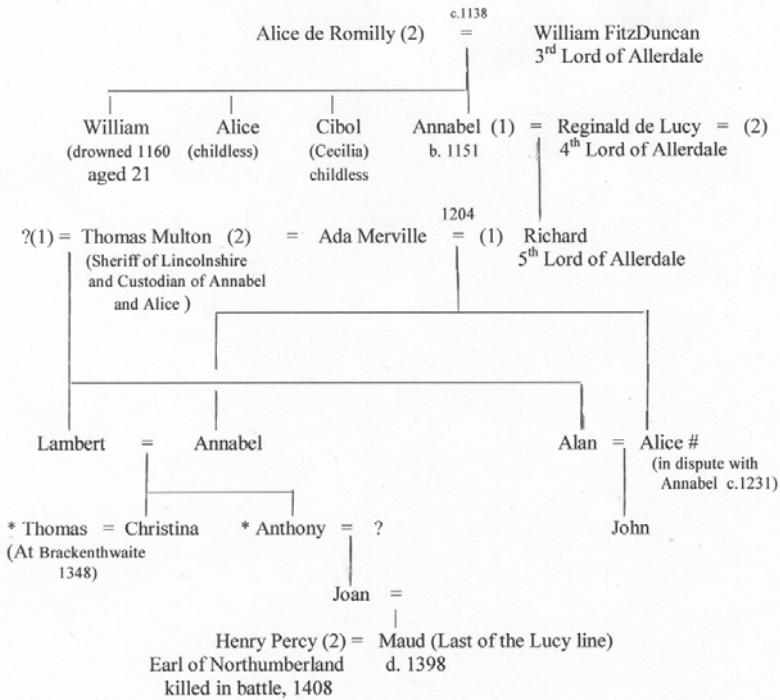 c.1138
Alice de Romilly (2) = William FitzDuncan
3rd Lord of Allerdale
William Alice Cibol Annabel (1) = Reginald de Lucy = (2)
(drowned 1160 (childless) (Cecilia) b. 1151 4th Lord of Allerdale
aged 21 childless
1204
?(1) = Thomas Multon (2) = Ada Merville = (1) Richard
(Sheriff of Lincolnshire 5th Lord of Allerdale
and Custodian of Annabel
and Alice )
Lambert = Annabel Alan = Alice #
(in dispute with
Annabel c.1231)
* Thomas = Christina * Anthony = ? John
(At Brackenthwaite
1348)
Joan =
Henry Percy (2) = Maud (Last of the Lucy line)
Earl of Northumberland d. 1398
killed in battle, 1408